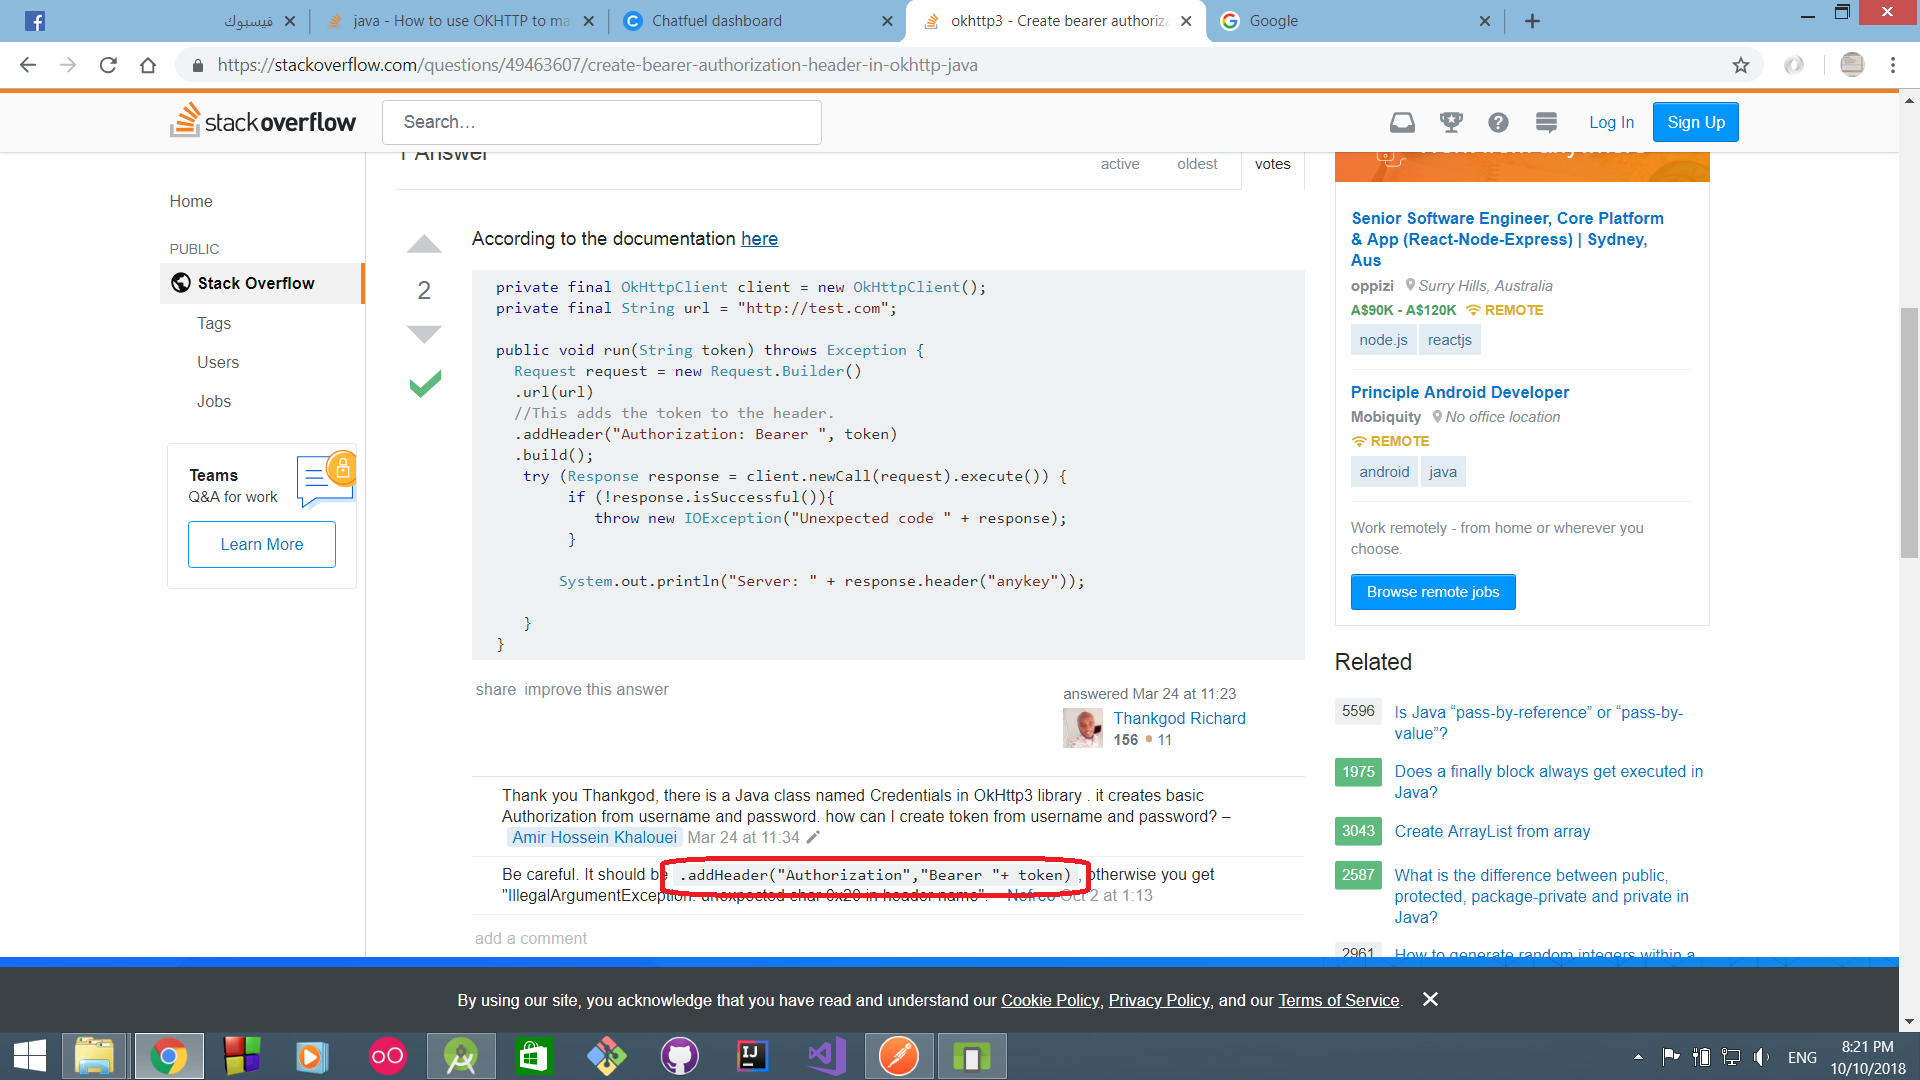 فيسبوك
java - How to use OKHTTP to ma
Chatfuel dashboard
okhttp3 - Create bearer authoriza
Google
https://stackoverflow.com/questions/49463607/create-bearer-authorization-header-in-okhttp-java
stackoverflow
Search…
Log In
Sign Up
1 Answer
active
oldest
votes
Home
PUBLIC
Stack Overflow
Tags
Users
Jobs
Teams
Q&A for work
Learn More
According to the documentation here
2
private final OkHttpClient client = new OkHttpClient();
private final String url = "http://test.com";
public void run(String token) throws Exception {
Request request = new Request.Builder()
.url(url)
//This adds the token to the header.
.addHeader("Authorization: Bearer ", token)
.build();
try (Response response = client.newCall(request).execute()) {
if (!response.isSuccessful()){
throw new IOException("Unexpected code " + response);
}
System.out.println("Server: " + response.header("anykey"));
}
}
share improve this answer
answered Mar 24 at 11:23
Thankgod Richard
156 11
Thank you Thankgod, there is a Java class named Credentials in OkHttp3 library . it creates basic
Authorization from username and password. how can I create token from username and password? –
Amir Hossein Khalouei Mar 24 at 11:34
Be careful. It should be .addHeader("Authorization","Bearer "+ token) , otherwise you get
"IllegalArgumentException: unexpected char 0x20 in header name". Oct 2 at 1:13
add a comment
Work from anywhere
Senior Software Engineer, Core Platform
& App (React-Node-Express) | Sydney,
Aus
oppizi Surry Hills, Australia
A$90K - A$120K REMOTE
node.js reactjs
Principle Android Developer
Mobiquity No office location
REMOTE
android java
Work remotely - from home or wherever you
choose.
Browse remote jobs
Related
5596 Is Java “pass-by-reference” or “pass-by-
value”?
1975 Does a finally block always get executed in
Java?
3043 Create ArrayList from array
2587 What is the difference between public,
protected, package-private and private in
Java?
2961 How to generate random integers within a
By using our site, you acknowledge that you have read and understand our Cookie Policy, Privacy Policy, and our Terms of Service.
ENG
8:21 PM
10/10/2018